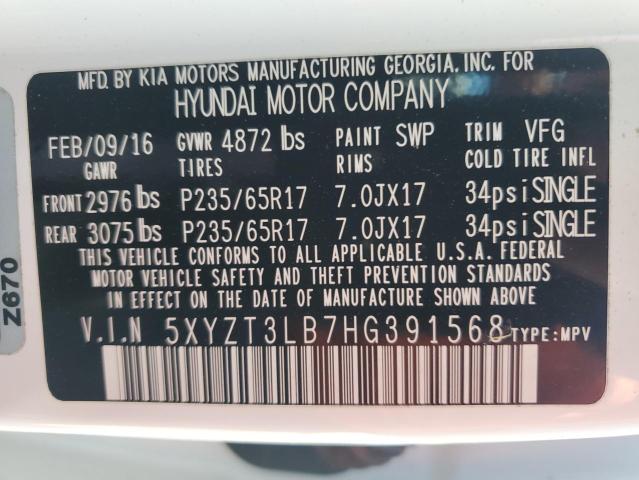 MFD. BY KIA MOTORS MANUFACTURING GEORGIA, INC. FOR
HYUNDAI MOTOR COMPANY
FEB/09/16 GVWR 4872 lbs PAINT SWP TRIM VFG
GAWR TIRES RIMS COLD TIRE INFL
FRONT 2976 lbs P235/65R17 7.0JX17 34psi SINGLE
REAR 3075 lbs P235/65R17 7.0JX17 34psi SINGLE
THIS VEHICLE CONFORMS TO ALL APPLICABLE U.S.A. FEDERAL
MOTOR VEHICLE SAFETY AND THEFT PREVENTION STANDARDS
IN EFFECT ON THE DATE OF MANUFACTURE SHOWN ABOVE.
V.I.N 5XYZT3LB7HG391568 TYPE:MPV
Z670